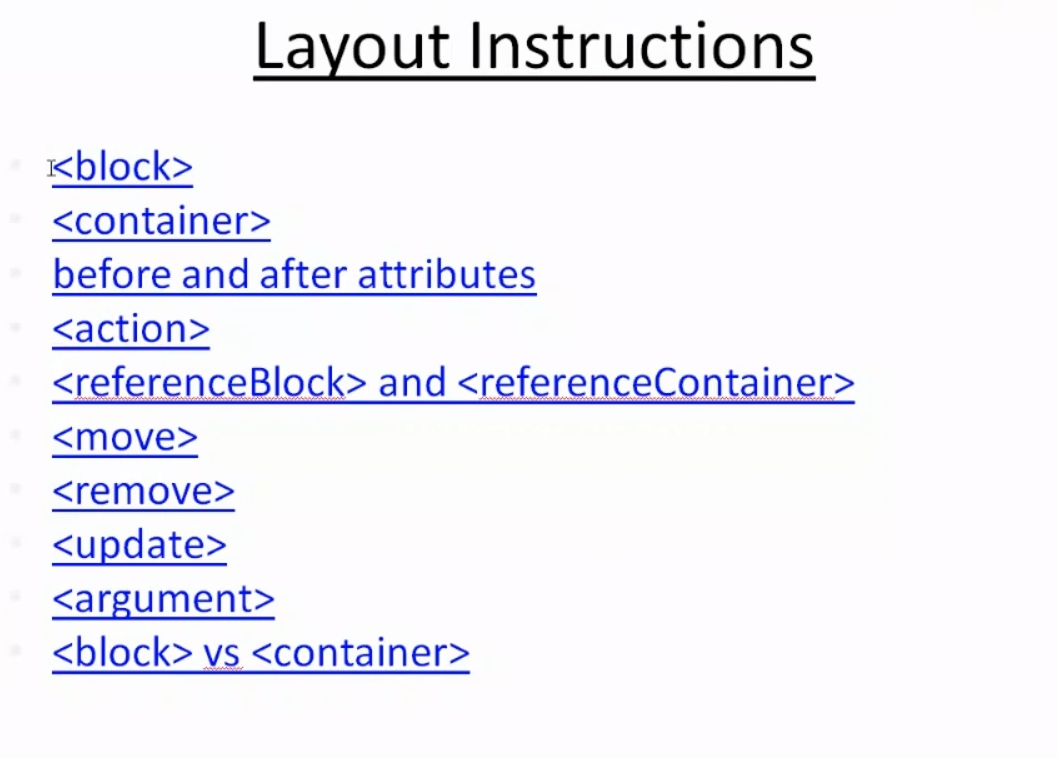 Layout Instructions
<block>
<container>
before and after attributes
<action>
<referenceBlock> and <referenceContainer>
<move>
<remove>
<update>
<argument>
<block> vs <container>